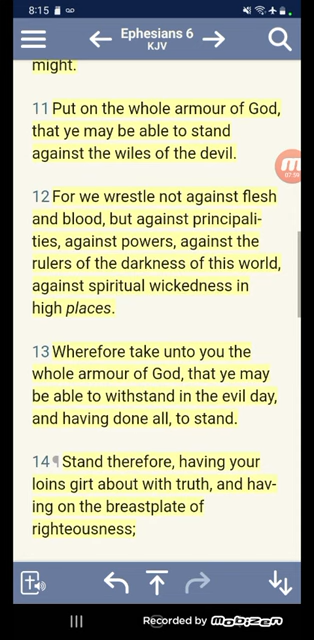 8:15
Ephesians 6
KJV
might.
11 Put on the whole armour of God,
that ye may be able to stand
against the wiles of the devil.
12 For we wrestle not against flesh
and blood, but against principali-
ties, against powers, against the
rulers of the darkness of this world,
against spiritual wickedness in
high places.
13 Wherefore take unto you the
whole armour of God, that ye may
be able to withstand in the evil day,
and having done all, to stand.
14 ¶ Stand therefore, having your
loins girt about with truth, and hav-
ing on the breastplate of
righteousness;
Recorded by mobizen